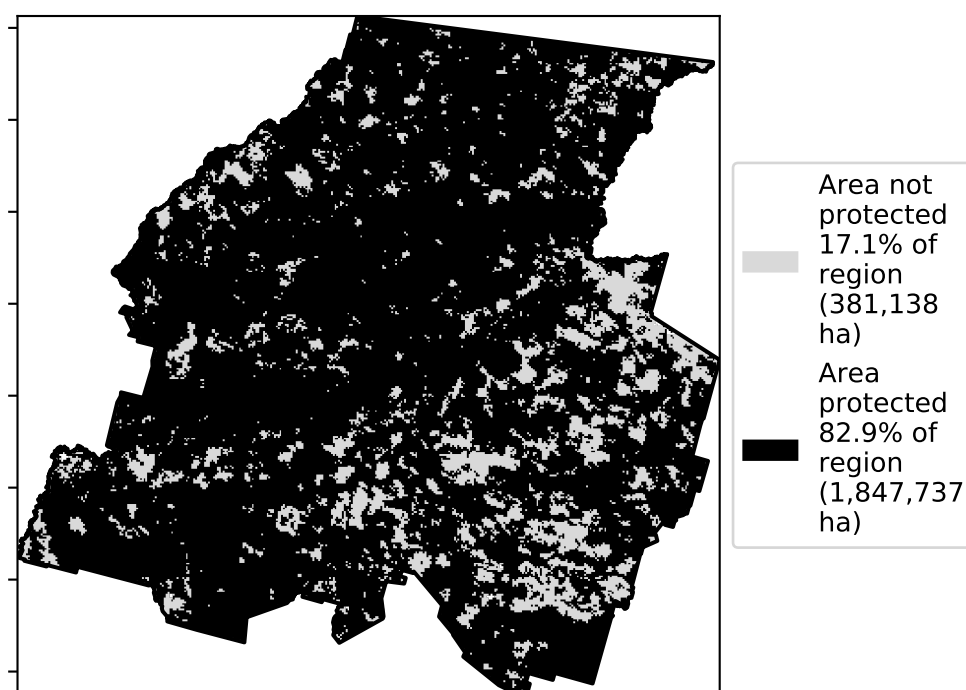 Area not
protected
17.1% of
region
(381,138
ha)
Area
protected
82.9% of
region
(1,847,737
ha)